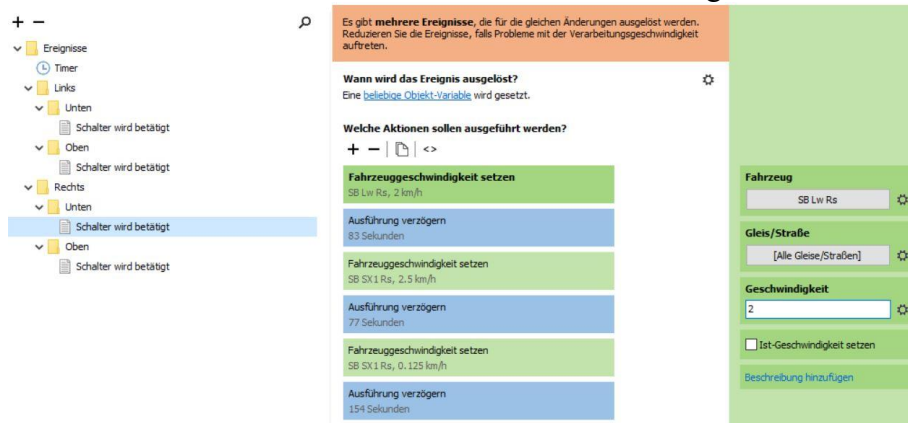 Ereignisse
Timer
Links
Unten
Schalter wird betätigt
Oben
Schalter wird betätigt
Rechts
Unten
Schalter wird betätigt
Oben
Schalter wird betätigt
Es gibt mehrere Ereignisse, die für die gleichen Änderungen ausgelöst werden.
Reduzieren Sie die Ereignisse, falls Probleme mit der Verarbeitungsgeschwindigkeit
auftreten.
Wann wird das Ereignis ausgelöst?
Eine beliebige Objekt-Variable wird gesetzt.
Welche Aktionen sollen ausgeführt werden?
Fahrzeuggeschwindigkeit setzen
SB Lw Rs, 2 km/h
Ausführung verzögern
83 Sekunden
Fahrzeuggeschwindigkeit setzen
SB SX1 Rs, 2.5 km/h
Ausführung verzögern
77 Sekunden
Fahrzeuggeschwindigkeit setzen
SB SX1 Rs, 0.125 km/h
Ausführung verzögern
154 Sekunden
Fahrzeug
SB Lw Rs
Gleis/Straße
[Alle Gleise/Straßen]
Geschwindigkeit
2
Ist-Geschwindigkeit setzen
Beschreibung hinzufügen